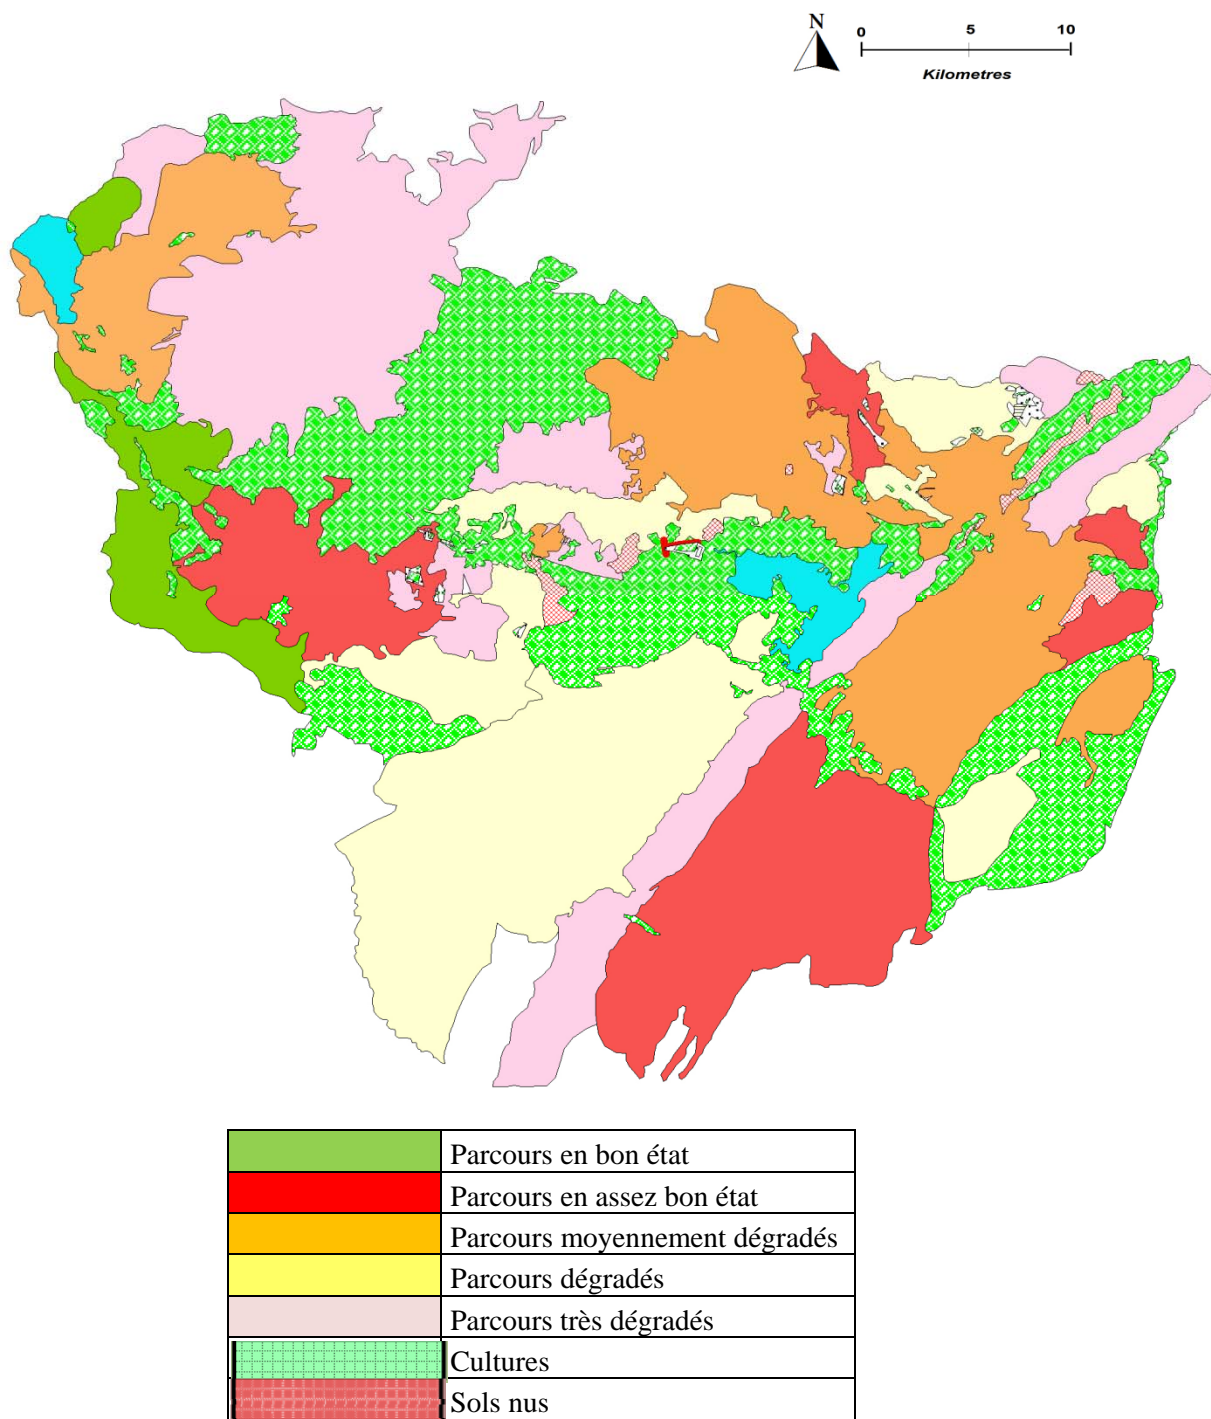 N
0 5 10
Kilometres
Parcours en bon état
Parcours en assez bon état
Parcours moyennement dégradés
Parcours dégradés
Parcours très dégradés
Cultures
Sols nus